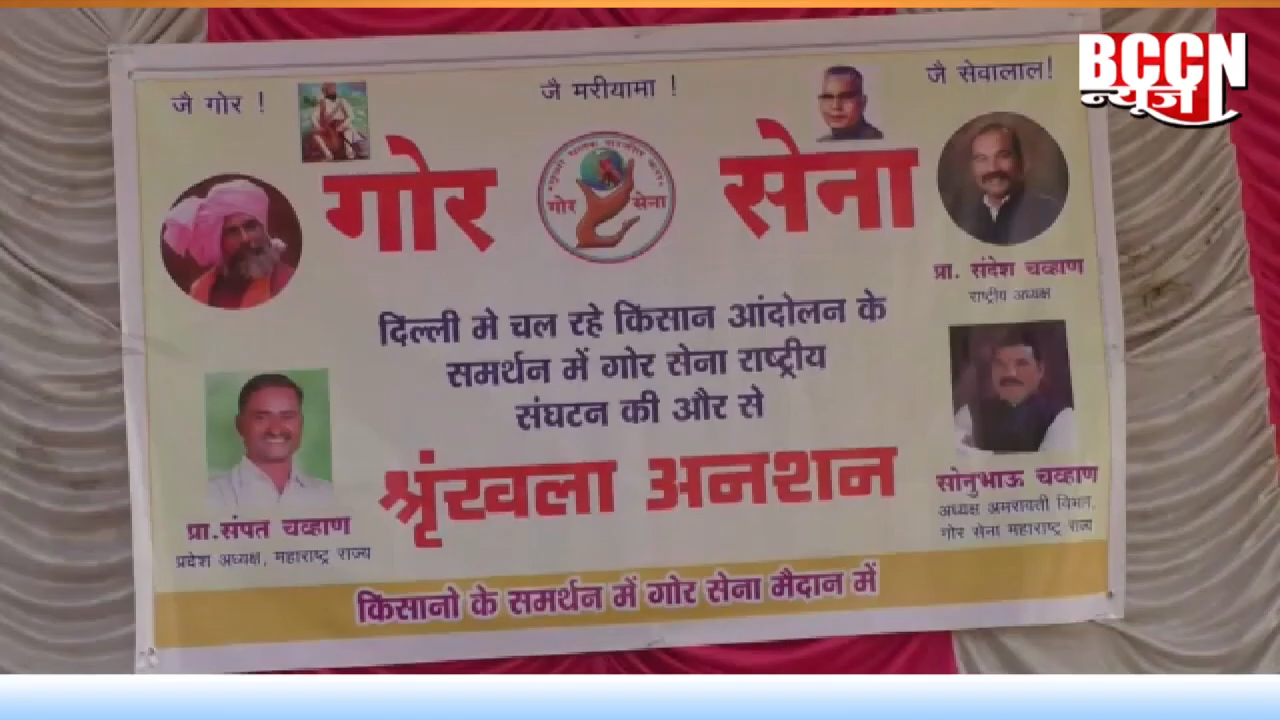 BCCN
न्यूज
जै गोर !
जै मरीयामा !
जै सेवालाल!
गोर सेना
गोर सेना
प्रा. संदेश चव्हाण
राष्ट्रीय अध्यक्ष
दिल्ली मे चल रहे किसान आंदोलन के
समर्थन में गोर सेना राष्ट्रीय
संघटन की और से
श्रृंखला अनशन
प्रा.संपत चव्हाण
प्रदेश अध्यक्ष, महाराष्ट्र राज्य
सोनुभाऊ चव्हाण
अध्यक्ष अमरावती विभाग,
गोर सेना महाराष्ट्र राज्य
किसानो के समर्थन में गोर सेना मैदान में